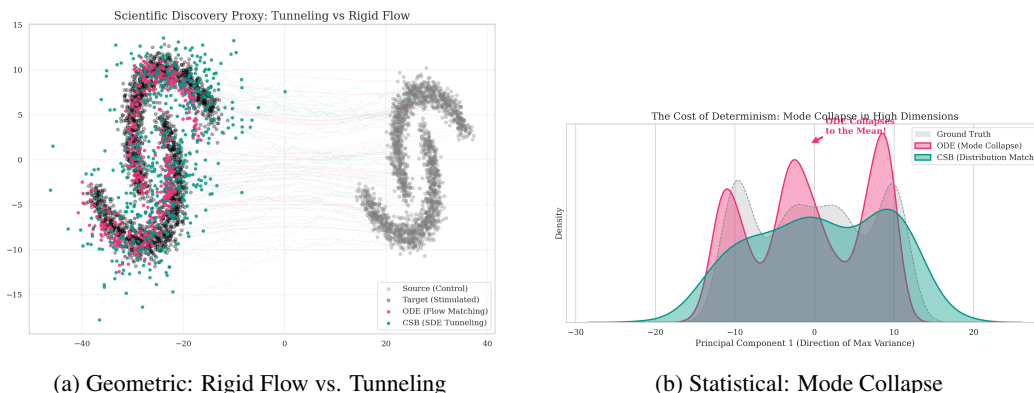 Scientific Discovery Proxy: Tunneling vs Rigid Flow
15
10
5
0
−5
−10
−15
−40
−20
0
20
40
Source (Control)
Target (Stimulated)
ODE (Flow Matching)
CSB (SDE Tunneling)
(a) Geometric: Rigid Flow vs. Tunneling
The Cost of Determinism: Mode Collapse in High Dimensions
ODE Collapses
to the Mean!
Ground Truth
ODE (Mode Collapse)
CSB (Distribution Match
Density
−30
−20
−10
0
10
20
Principal Component 1 (Direction of Max Variance)
(b) Statistical: Mode Collapse